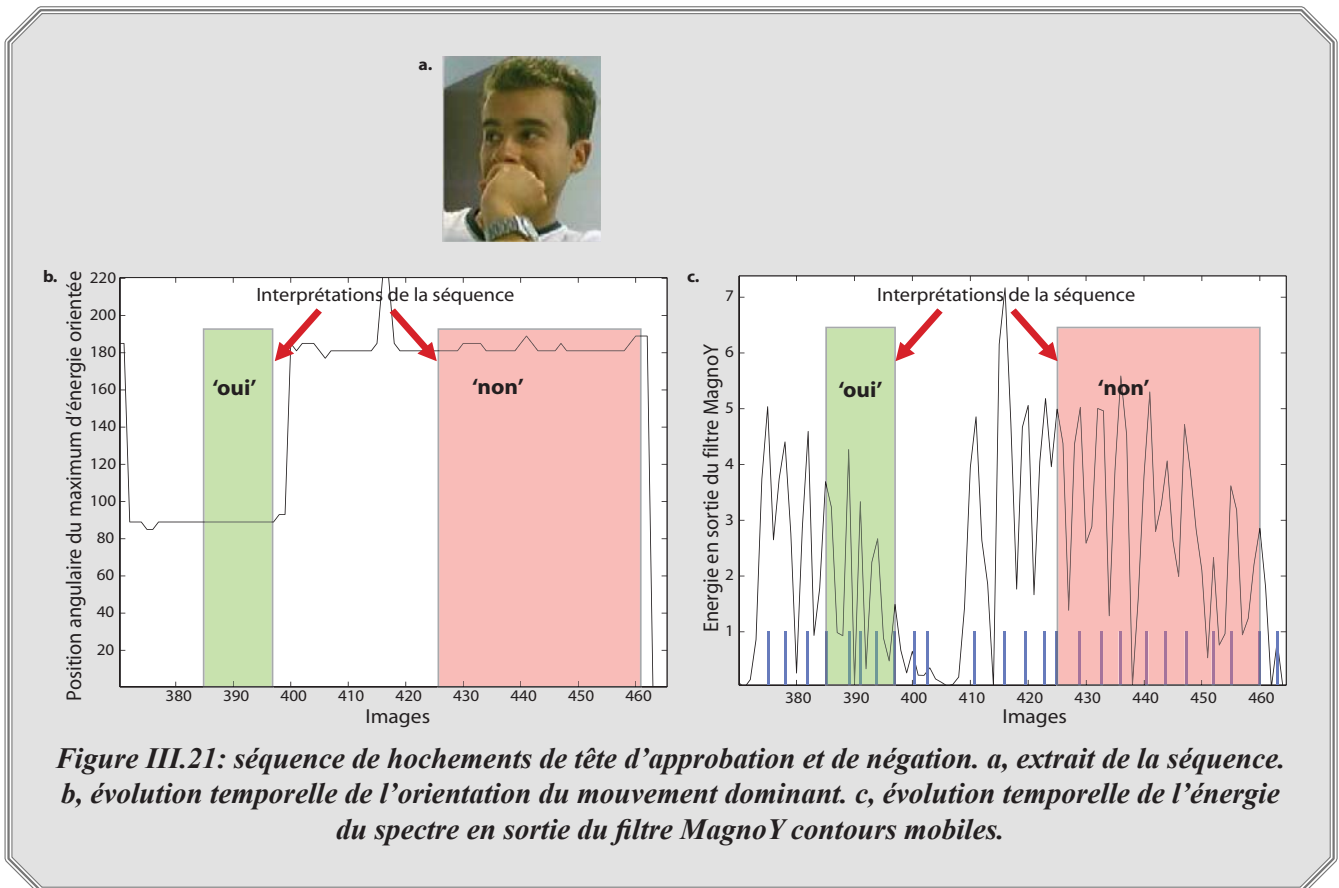 a.
b.
Position angulaire du maximum d'énergie orientée
220
200
180
160
140
120
100
80
60
40
20
Interprétations de la séquence
'oui'
'non'
380 390 400 410 420 430 440 450 460
Images
c.
Energie en sortie du filtre MagnoY
7
6
5
4
3
2
1
Interprétations de la séquence
'oui'
'non'
380 390 400 410 420 430 440 450 460
Images
Figure III.21: séquence de hochements de tête d'approbation et de négation. a, extrait de la séquence.
b, évolution temporelle de l'orientation du mouvement dominant. c, évolution temporelle de l'énergie
du spectre en sortie du filtre MagnoY contours mobiles.